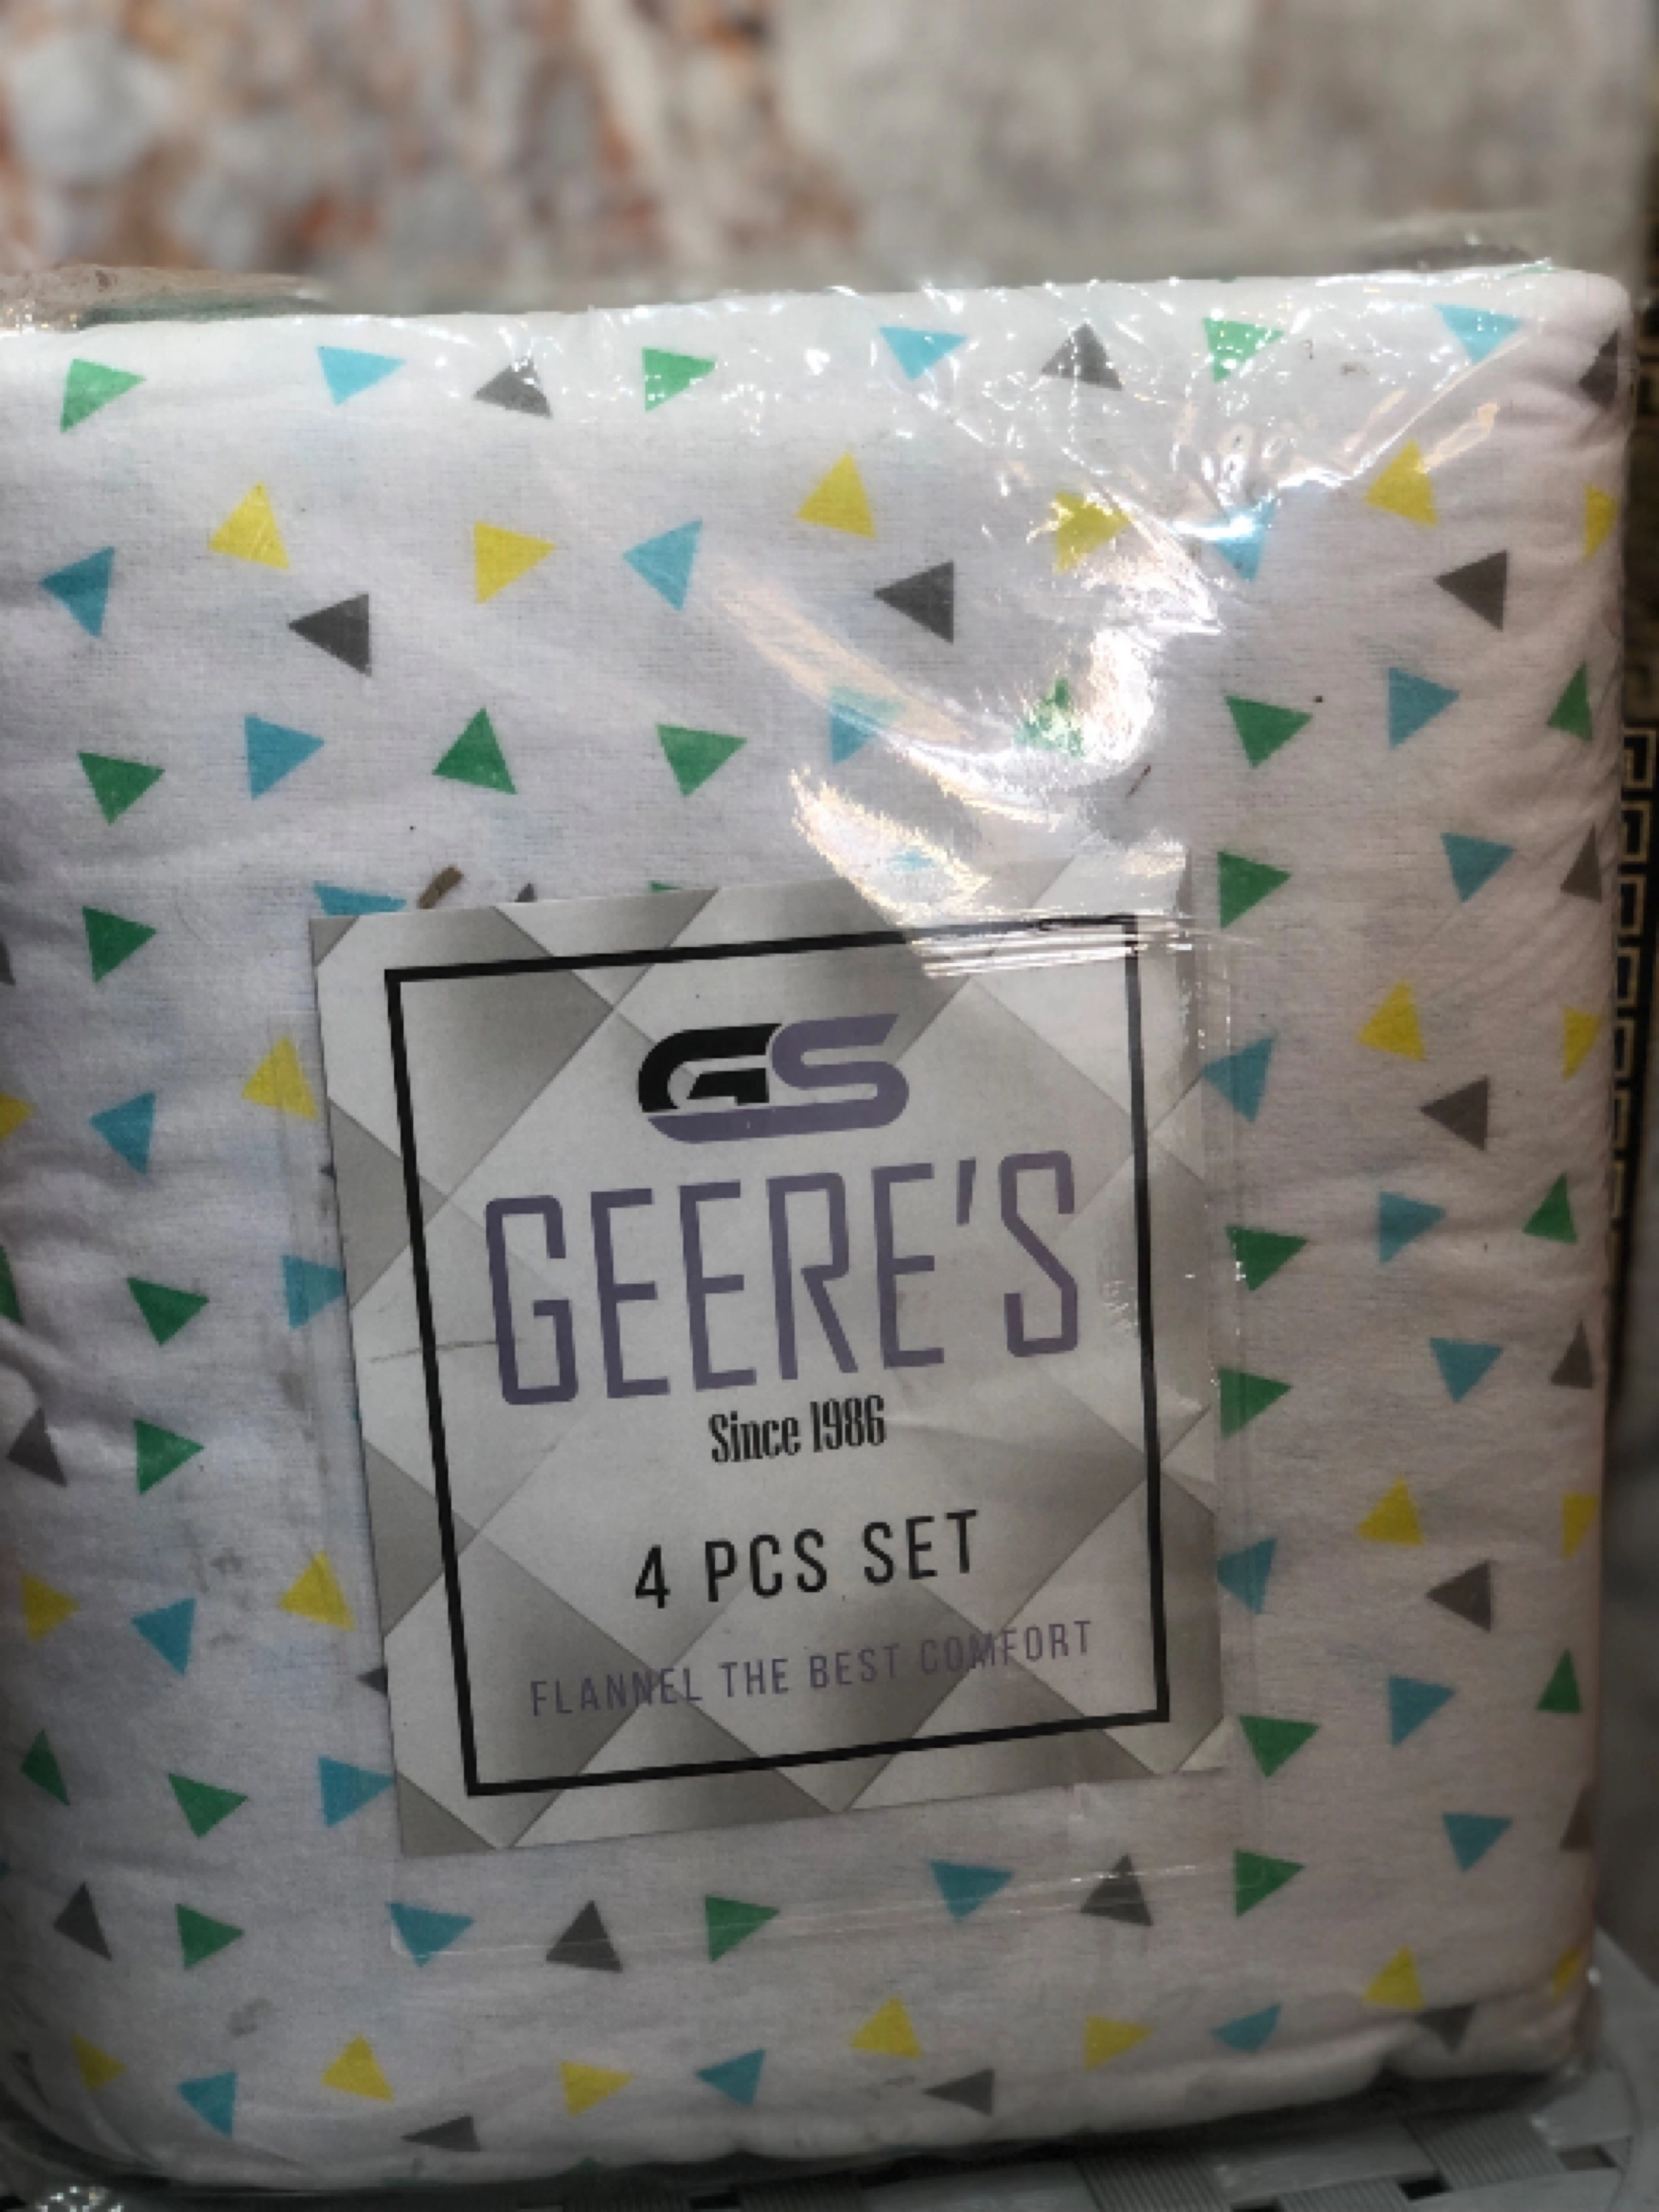 GS
GEERE'S
Since 1986
4 PCS SET
FLANNEL THE BEST COMFORT